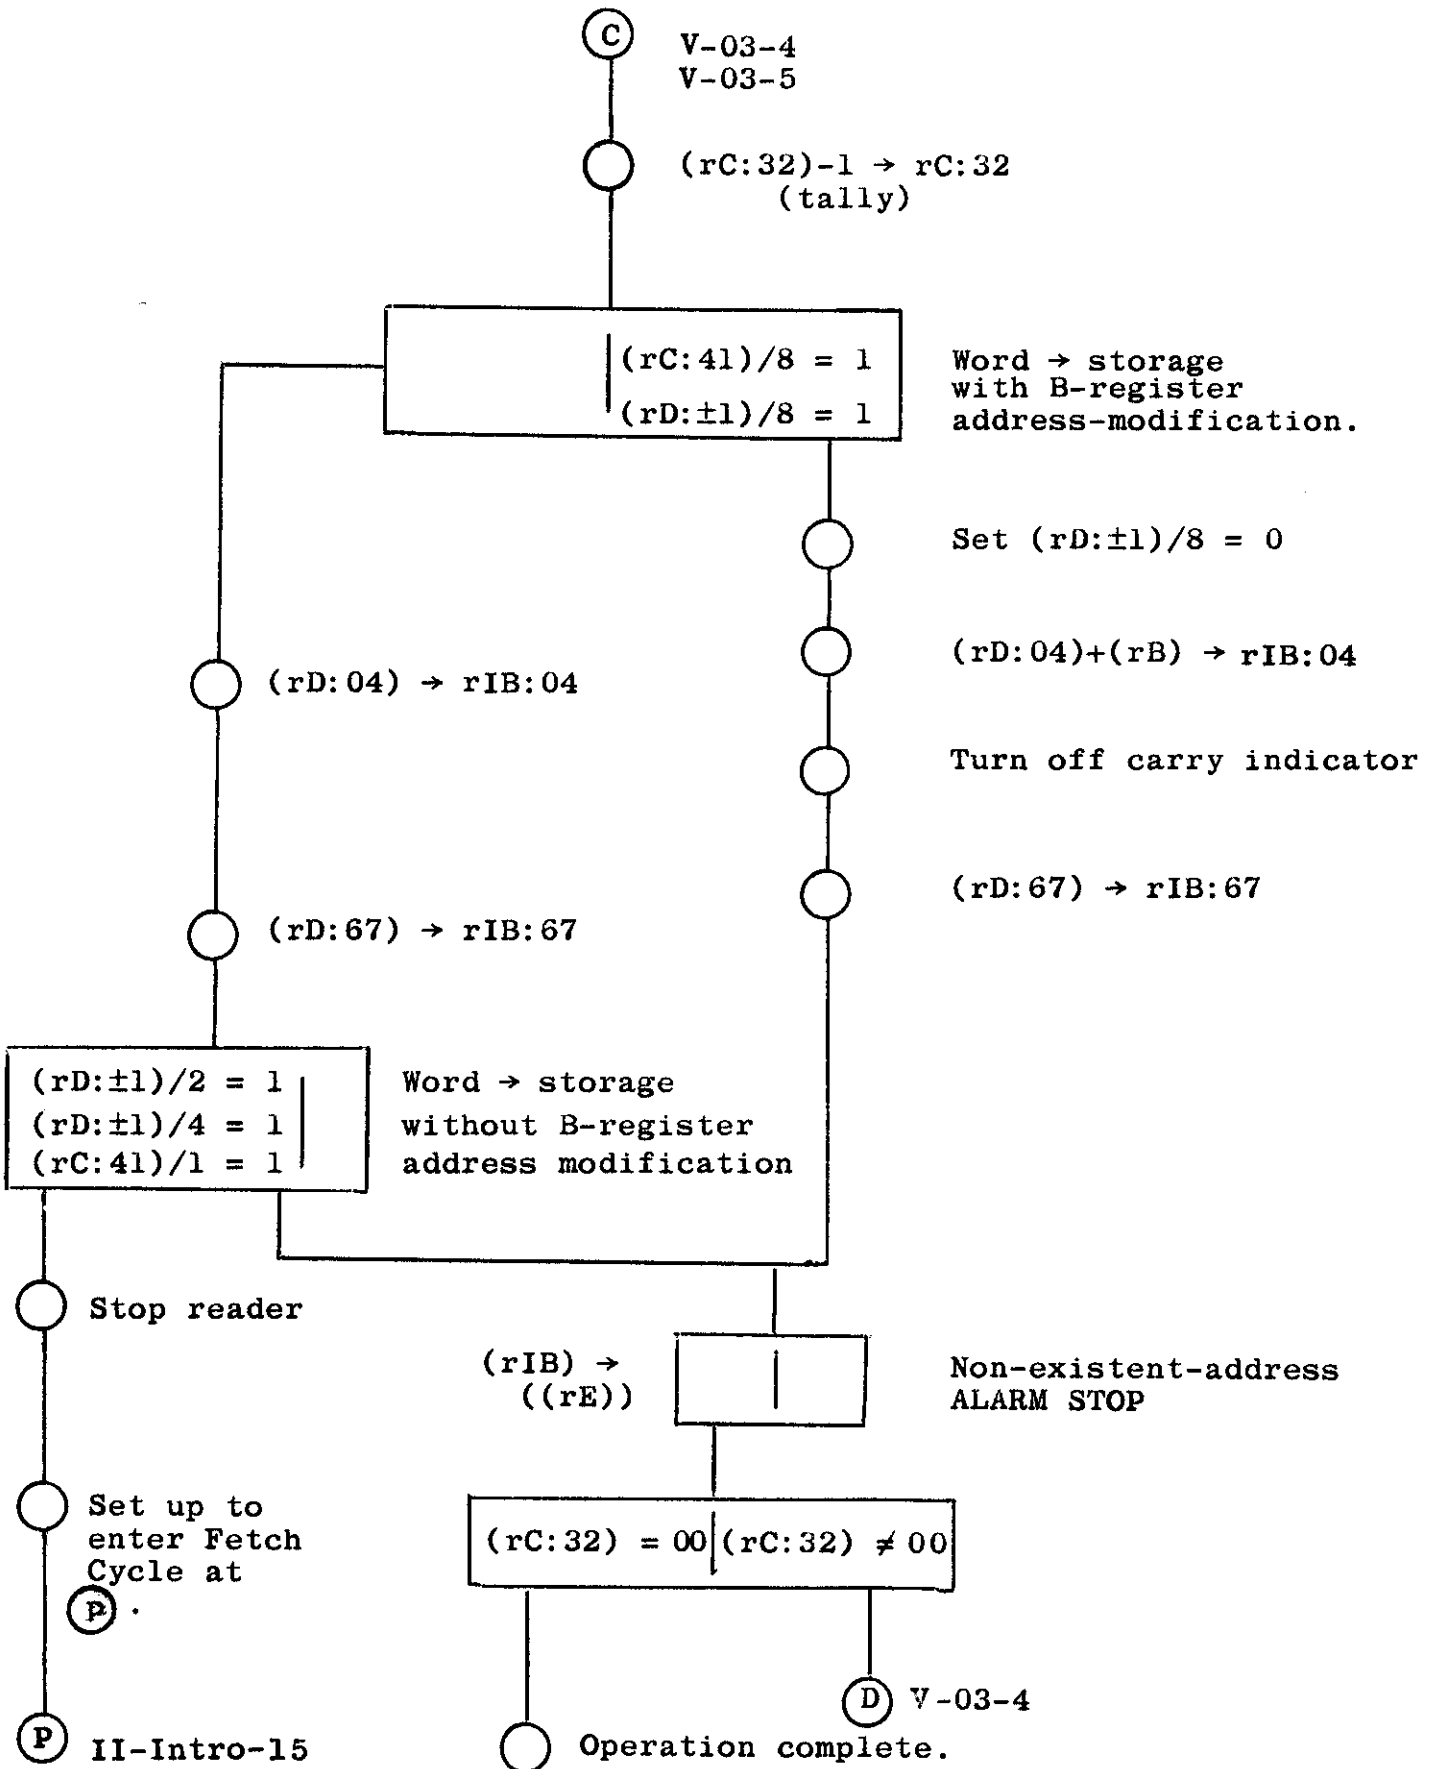 C
V-03-4
V-03-5
(rC:32)-1 → rC:32
(tally)
(rC:41)/8 = 1
(rD:±1)/8 = 1
Word → storage
with B-register
address-modification.
Set (rD:±1)/8 = 0
(rD:04)+(rB) → rIB:04
(rD:04) → rIB:04
Turn off carry indicator
(rD:67) → rIB:67
(rD:67) → rIB:67
(rD:±1)/2 = 1
(rD:±1)/4 = 1
(rC:41)/1 = 1
Word → storage
without B-register
address modification
Stop reader
(rIB) →
((rE))
Non-existent-address
ALARM STOP
Set up to
enter Fetch
Cycle at
P .
(rC:32) = 00
(rC:32) ≠ 00
D V-03-4
P II-Intro-15
Operation complete.